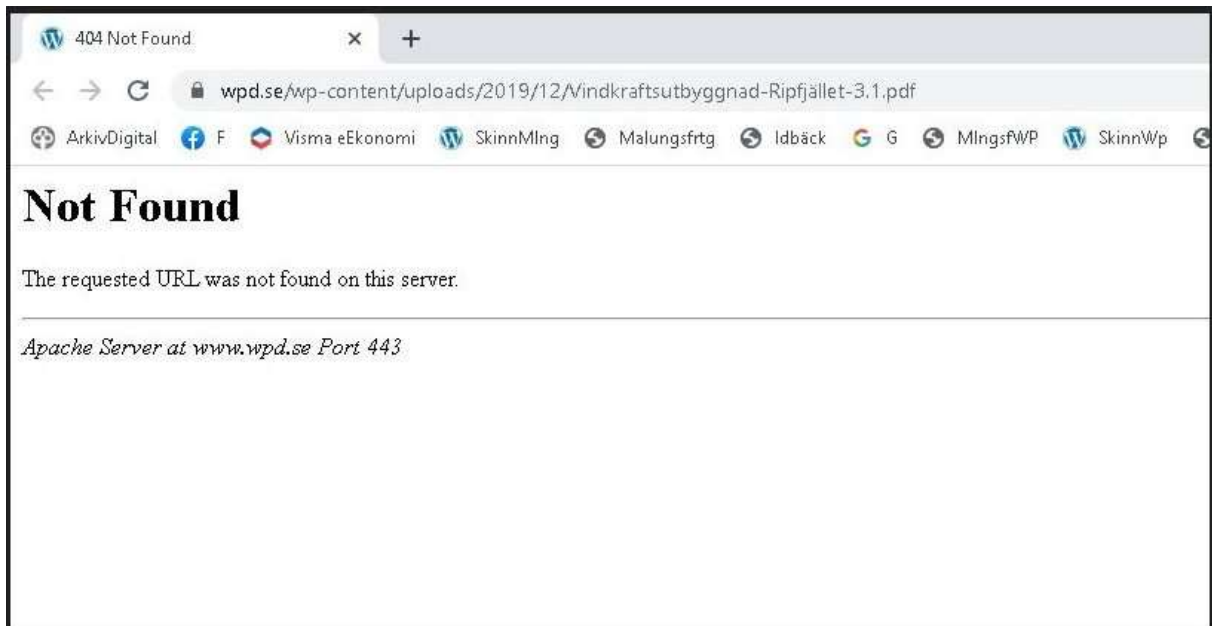 404 Not Found
wpd.se/wp-content/uploads/2019/12/Vindkraftsutbyggnad-Ripfjället-3.1.pdf
ArkivDigital F Visma eEkonomi SkinnMlng Malungsfrtg Idbäck G MlngsfWP SkinnWp
Not Found
The requested URL was not found on this server.
Apache Server at www.wpd.se Port 443